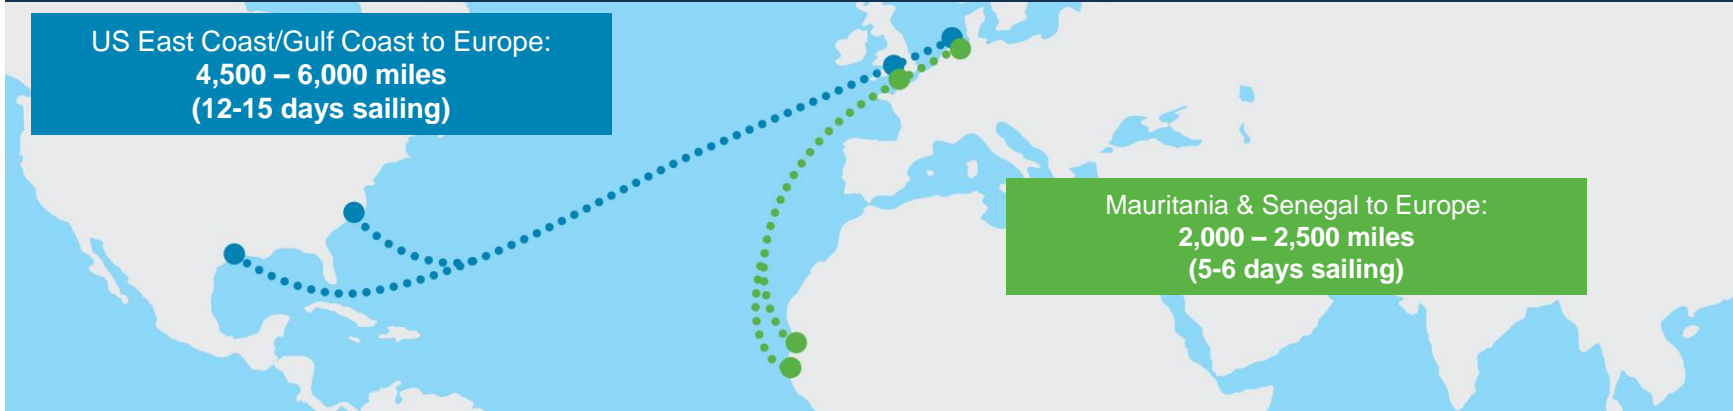 US East Coast/Gulf Coast to Europe:
4,500 – 6,000 miles
(12-15 days sailing)
Mauritania & Senegal to Europe:
2,000 – 2,500 miles
(5-6 days sailing)